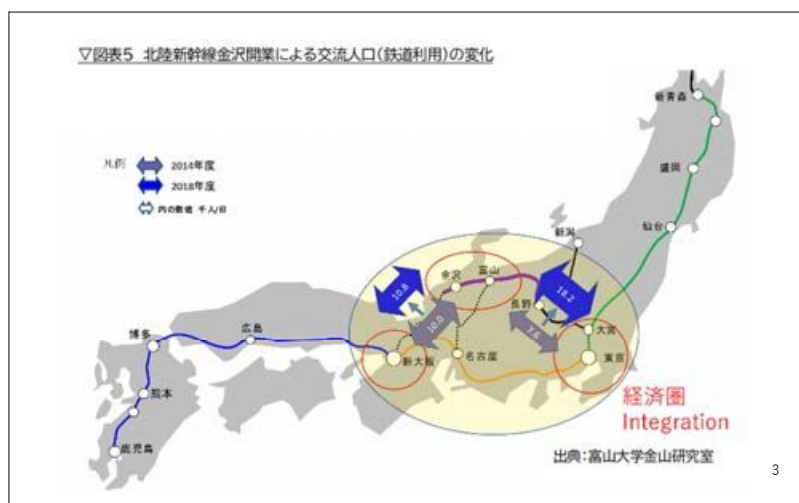 ▽図表5 北陸新幹線金沢開業による交流人口(鉄道利用)の変化
凡例
2014年度
2018年度
内の数値 千人/日
新青森
盛岡
仙台
新潟
金沢
富山
長野
大宮
東京
名古屋
新大阪
広島
博多
熊本
鹿児島
10.8
10.0
18.2
7.6
経済圏
Integration
出典:富山大学金山研究室
3